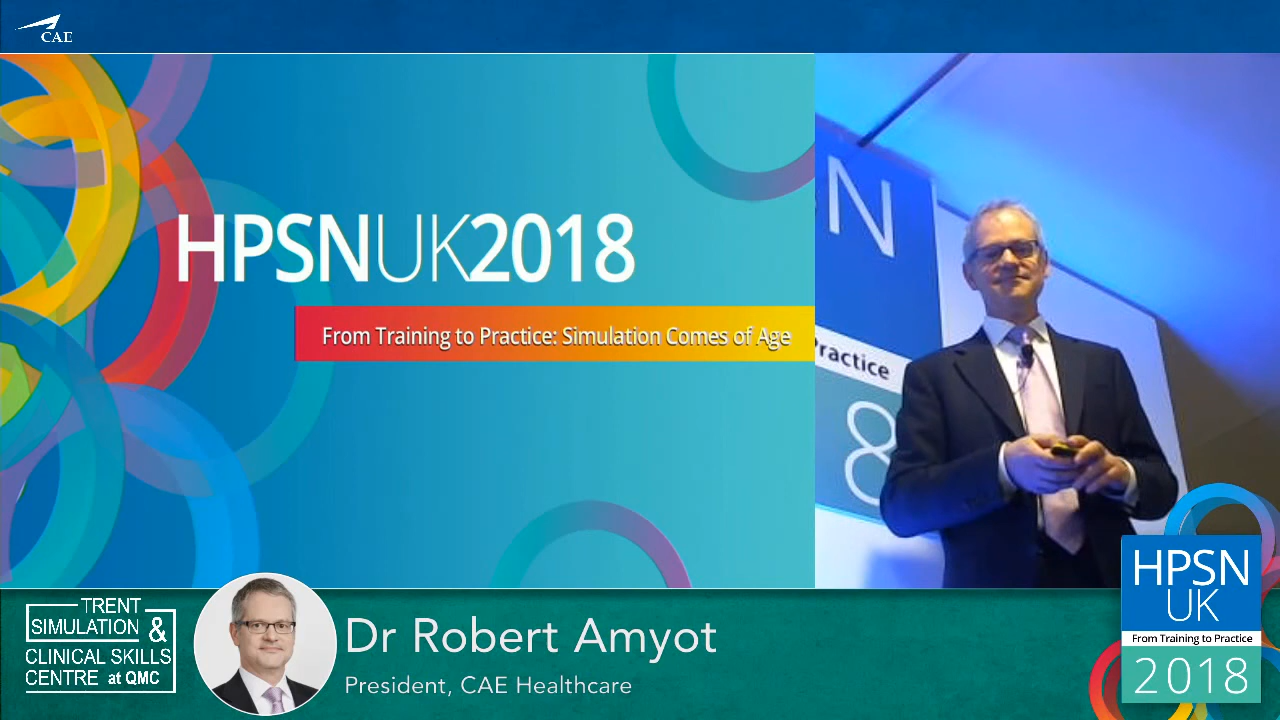 CAE
HPSNUK2018
From Training to Practice: Simulation Comes of Age
N
Practice
8
TRENT
SIMULATION &
CLINICAL SKILLS
CENTRE at QMC
Dr Robert Amyot
President, CAE Healthcare
HPSN
UK
From Training to Practice
2018